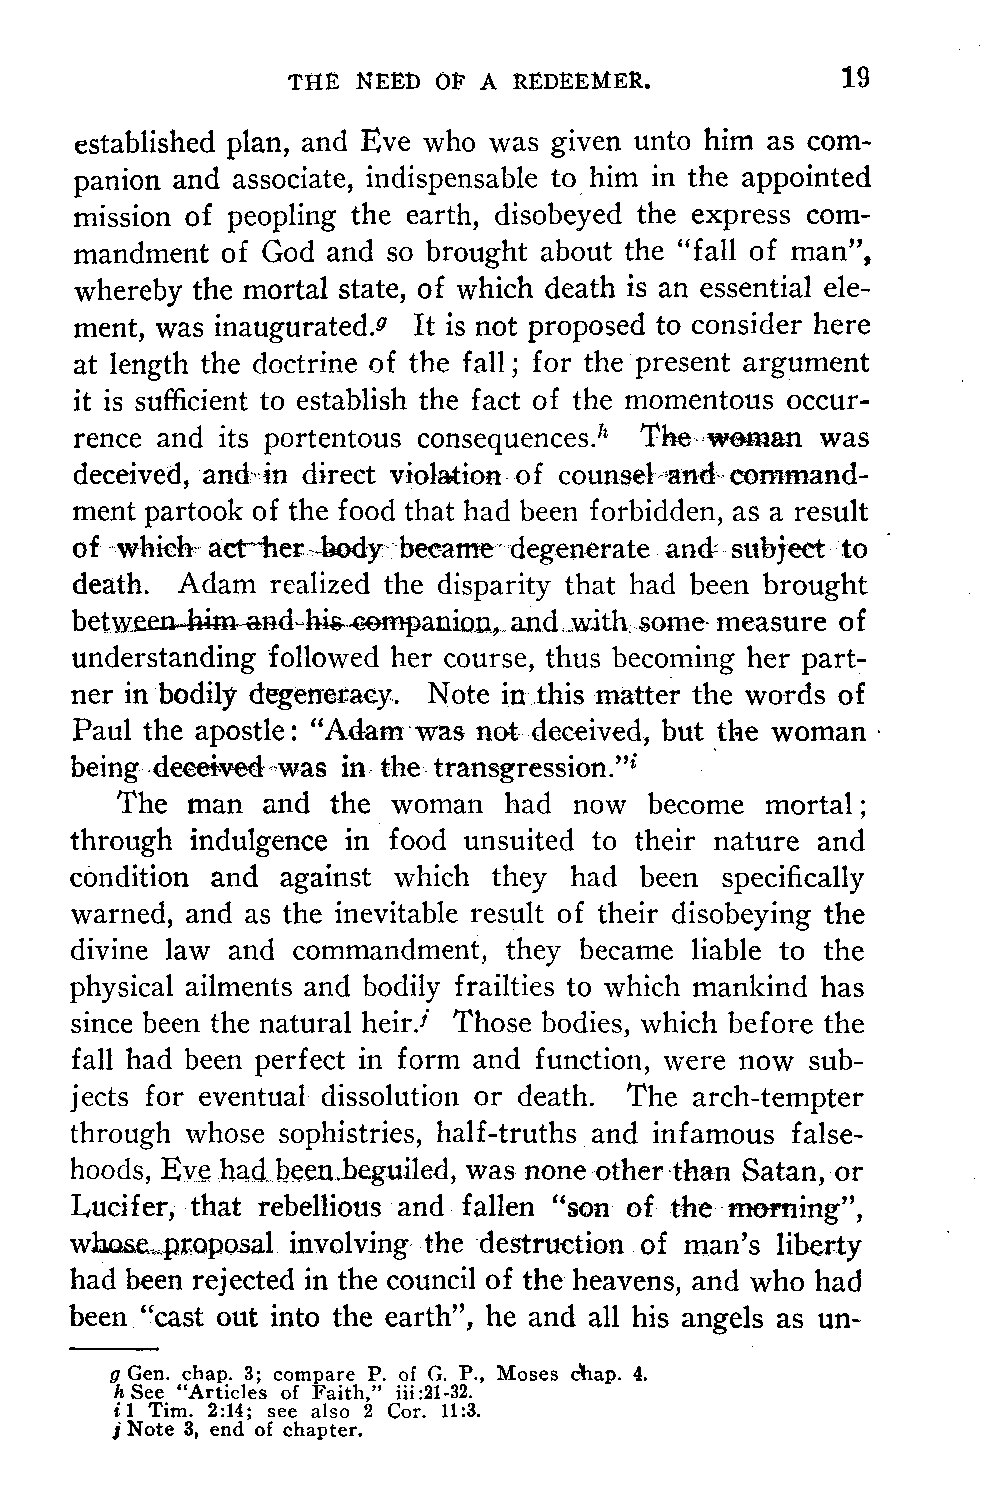 THE NEED OF A REDEEMER. 19
established plan, and Eve who was given unto him as com-
panion and associate, indispensable to him in the appointed
mission of peopling the earth, disobeyed the express com-
mandment of God and so brought about the “fall of man”,
whereby the mortal state, of which death is an essential ele-
ment, was inaugurated.g It is not proposed to consider here
at length the doctrine of the fall; for the present argument
it is sufficient to establish the fact of the momentous occur-
rence and its portentous consequences.h The woman was
deceived, and in direct violation of counsel and command-
ment partook of the food that had been forbidden, as a result
of which act her body became degenerate and subject to
death. Adam realized the disparity that had been brought
between him and his companion, and with some measure of
understanding followed her course, thus becoming her part-
ner in bodily degeneracy. Note in this matter the words of
Paul the apostle: “Adam was not deceived, but the woman
being deceived was in the transgression.”i
The man and the woman had now become mortal;
through indulgence in food unsuited to their nature and
condition and against which they had been specifically
warned, and as the inevitable result of their disobeying the
divine law and commandment, they became liable to the
physical ailments and bodily frailties to which mankind has
since been the natural heir.j Those bodies, which before the
fall had been perfect in form and function, were now sub-
jects for eventual dissolution or death. The arch-tempter
through whose sophistries, half-truths and infamous false-
hoods, Eve had been beguiled, was none other than Satan, or
Lucifer, that rebellious and fallen “son of the morning”,
whose proposal involving the destruction of man's liberty
had been rejected in the council of the heavens, and who had
been “cast out into the earth”, he and all his angels as un-
g Gen. chap. 3; compare P. of G. P., Moses chap. 4.
h See “Articles of Faith,” iii:21-32.
i 1 Tim. 2:14; see also 2 Cor. 11:3.
j Note 3, end of chapter.